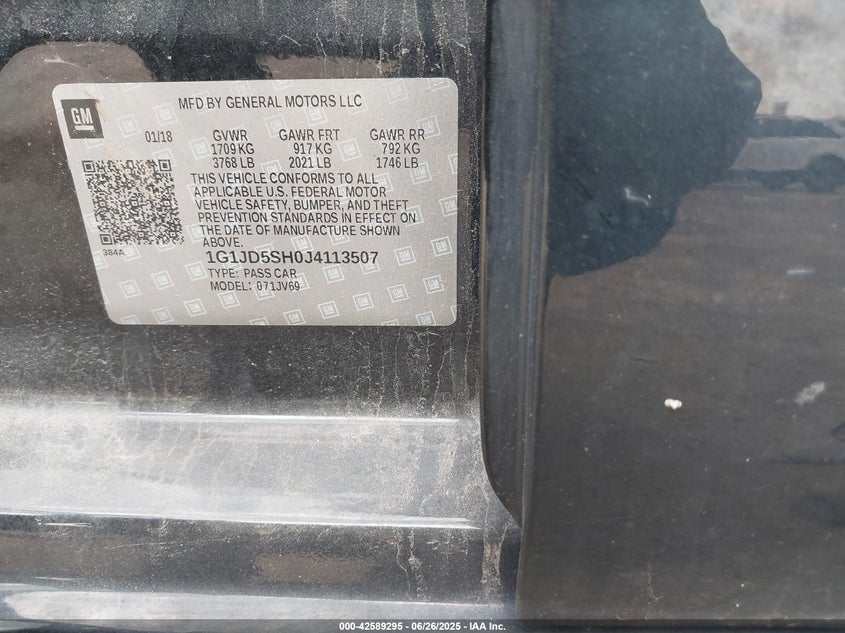 GM
MFD BY GENERAL MOTORS LLC
01/18 GVWR GAWR FRT GAWR RR
1709 KG 917 KG 792 KG
3768 LB 2021 LB 1746 LB
THIS VEHICLE CONFORMS TO ALL
APPLICABLE U.S. FEDERAL MOTOR
VEHICLE SAFETY, BUMPER, AND THEFT
PREVENTION STANDARDS IN EFFECT ON
THE DATE OF MANUFACTURE SHOWN
ABOVE.
384A
1G1JD5SH0J4113507
TYPE: PASS CAR
MODEL: 071JV69
000-42589295 - 06/26/2025 - IAA Inc.